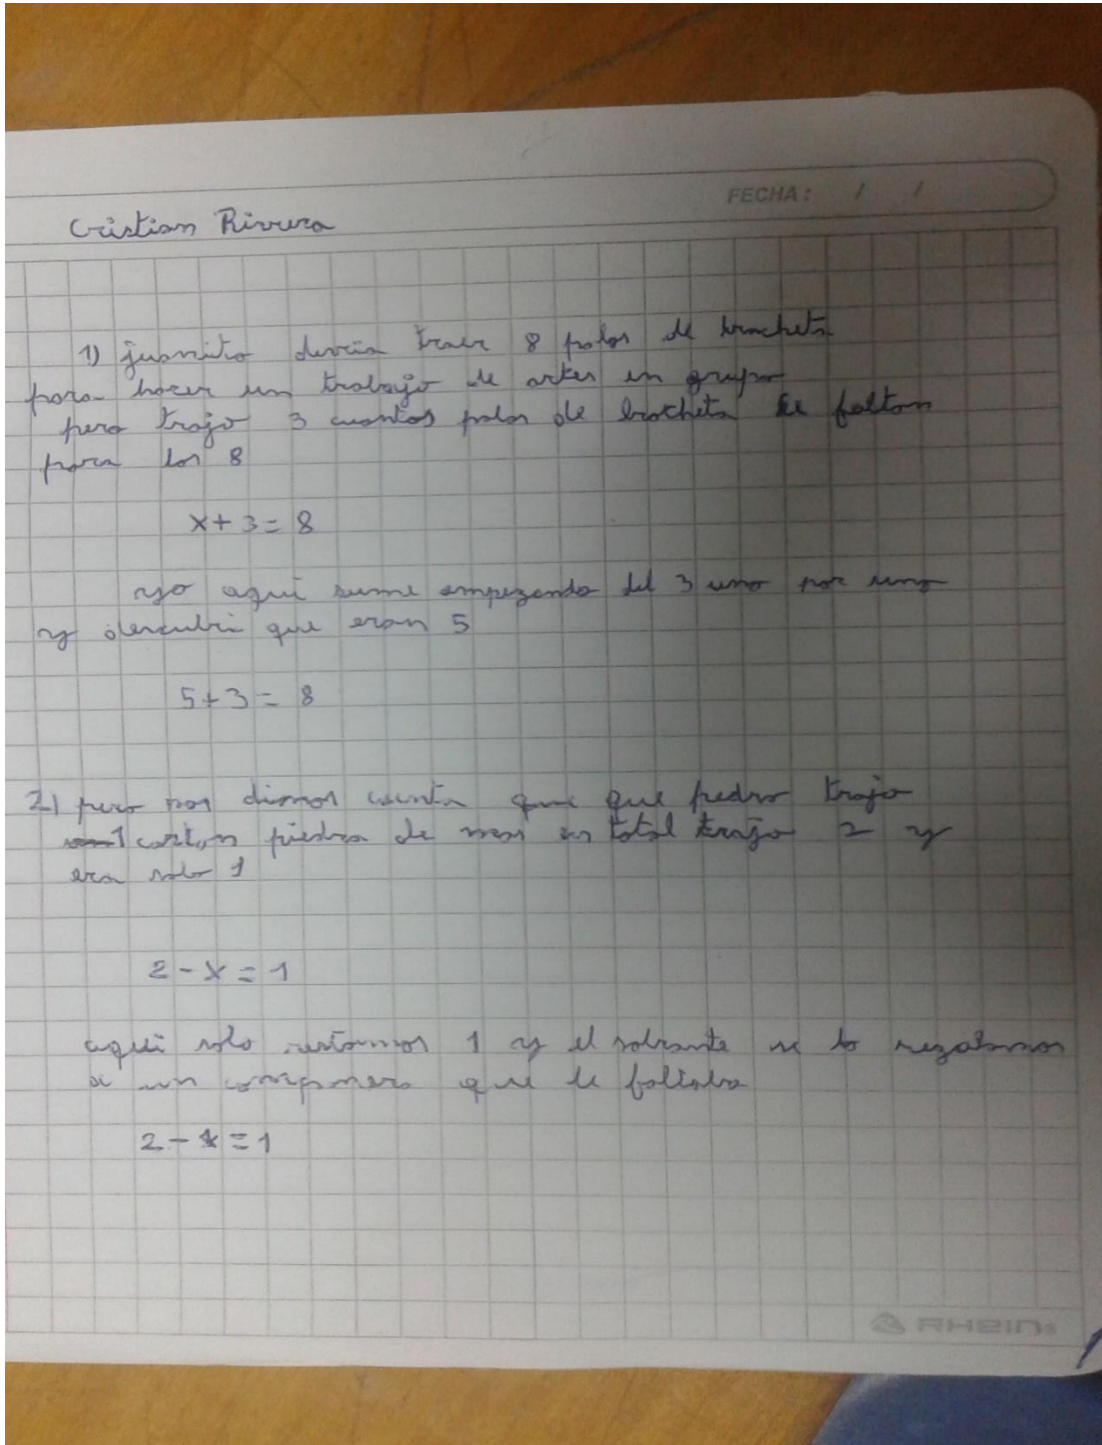 FECHA: / /
Cristian Rivera
1) juanito devria traer 8 palos de brocheta
para hacer un trabajo de artes en grupo
pero trajo 3 cuantos palos de brocheta le faltan
para los 8
x+3=8
yo aqui sume empezando del 3 uno por uno
y descubri que eran 5
5+3=8
2) pero nos dimos cuenta que que pedro trajo
1 carton piedra de mas en total trajo 2 y
era solo 1
2-x=1
aqui solo restamos 1 y el sobrante se lo regalamos
a un compañero que le faltaba
2-1=1
RHEIN